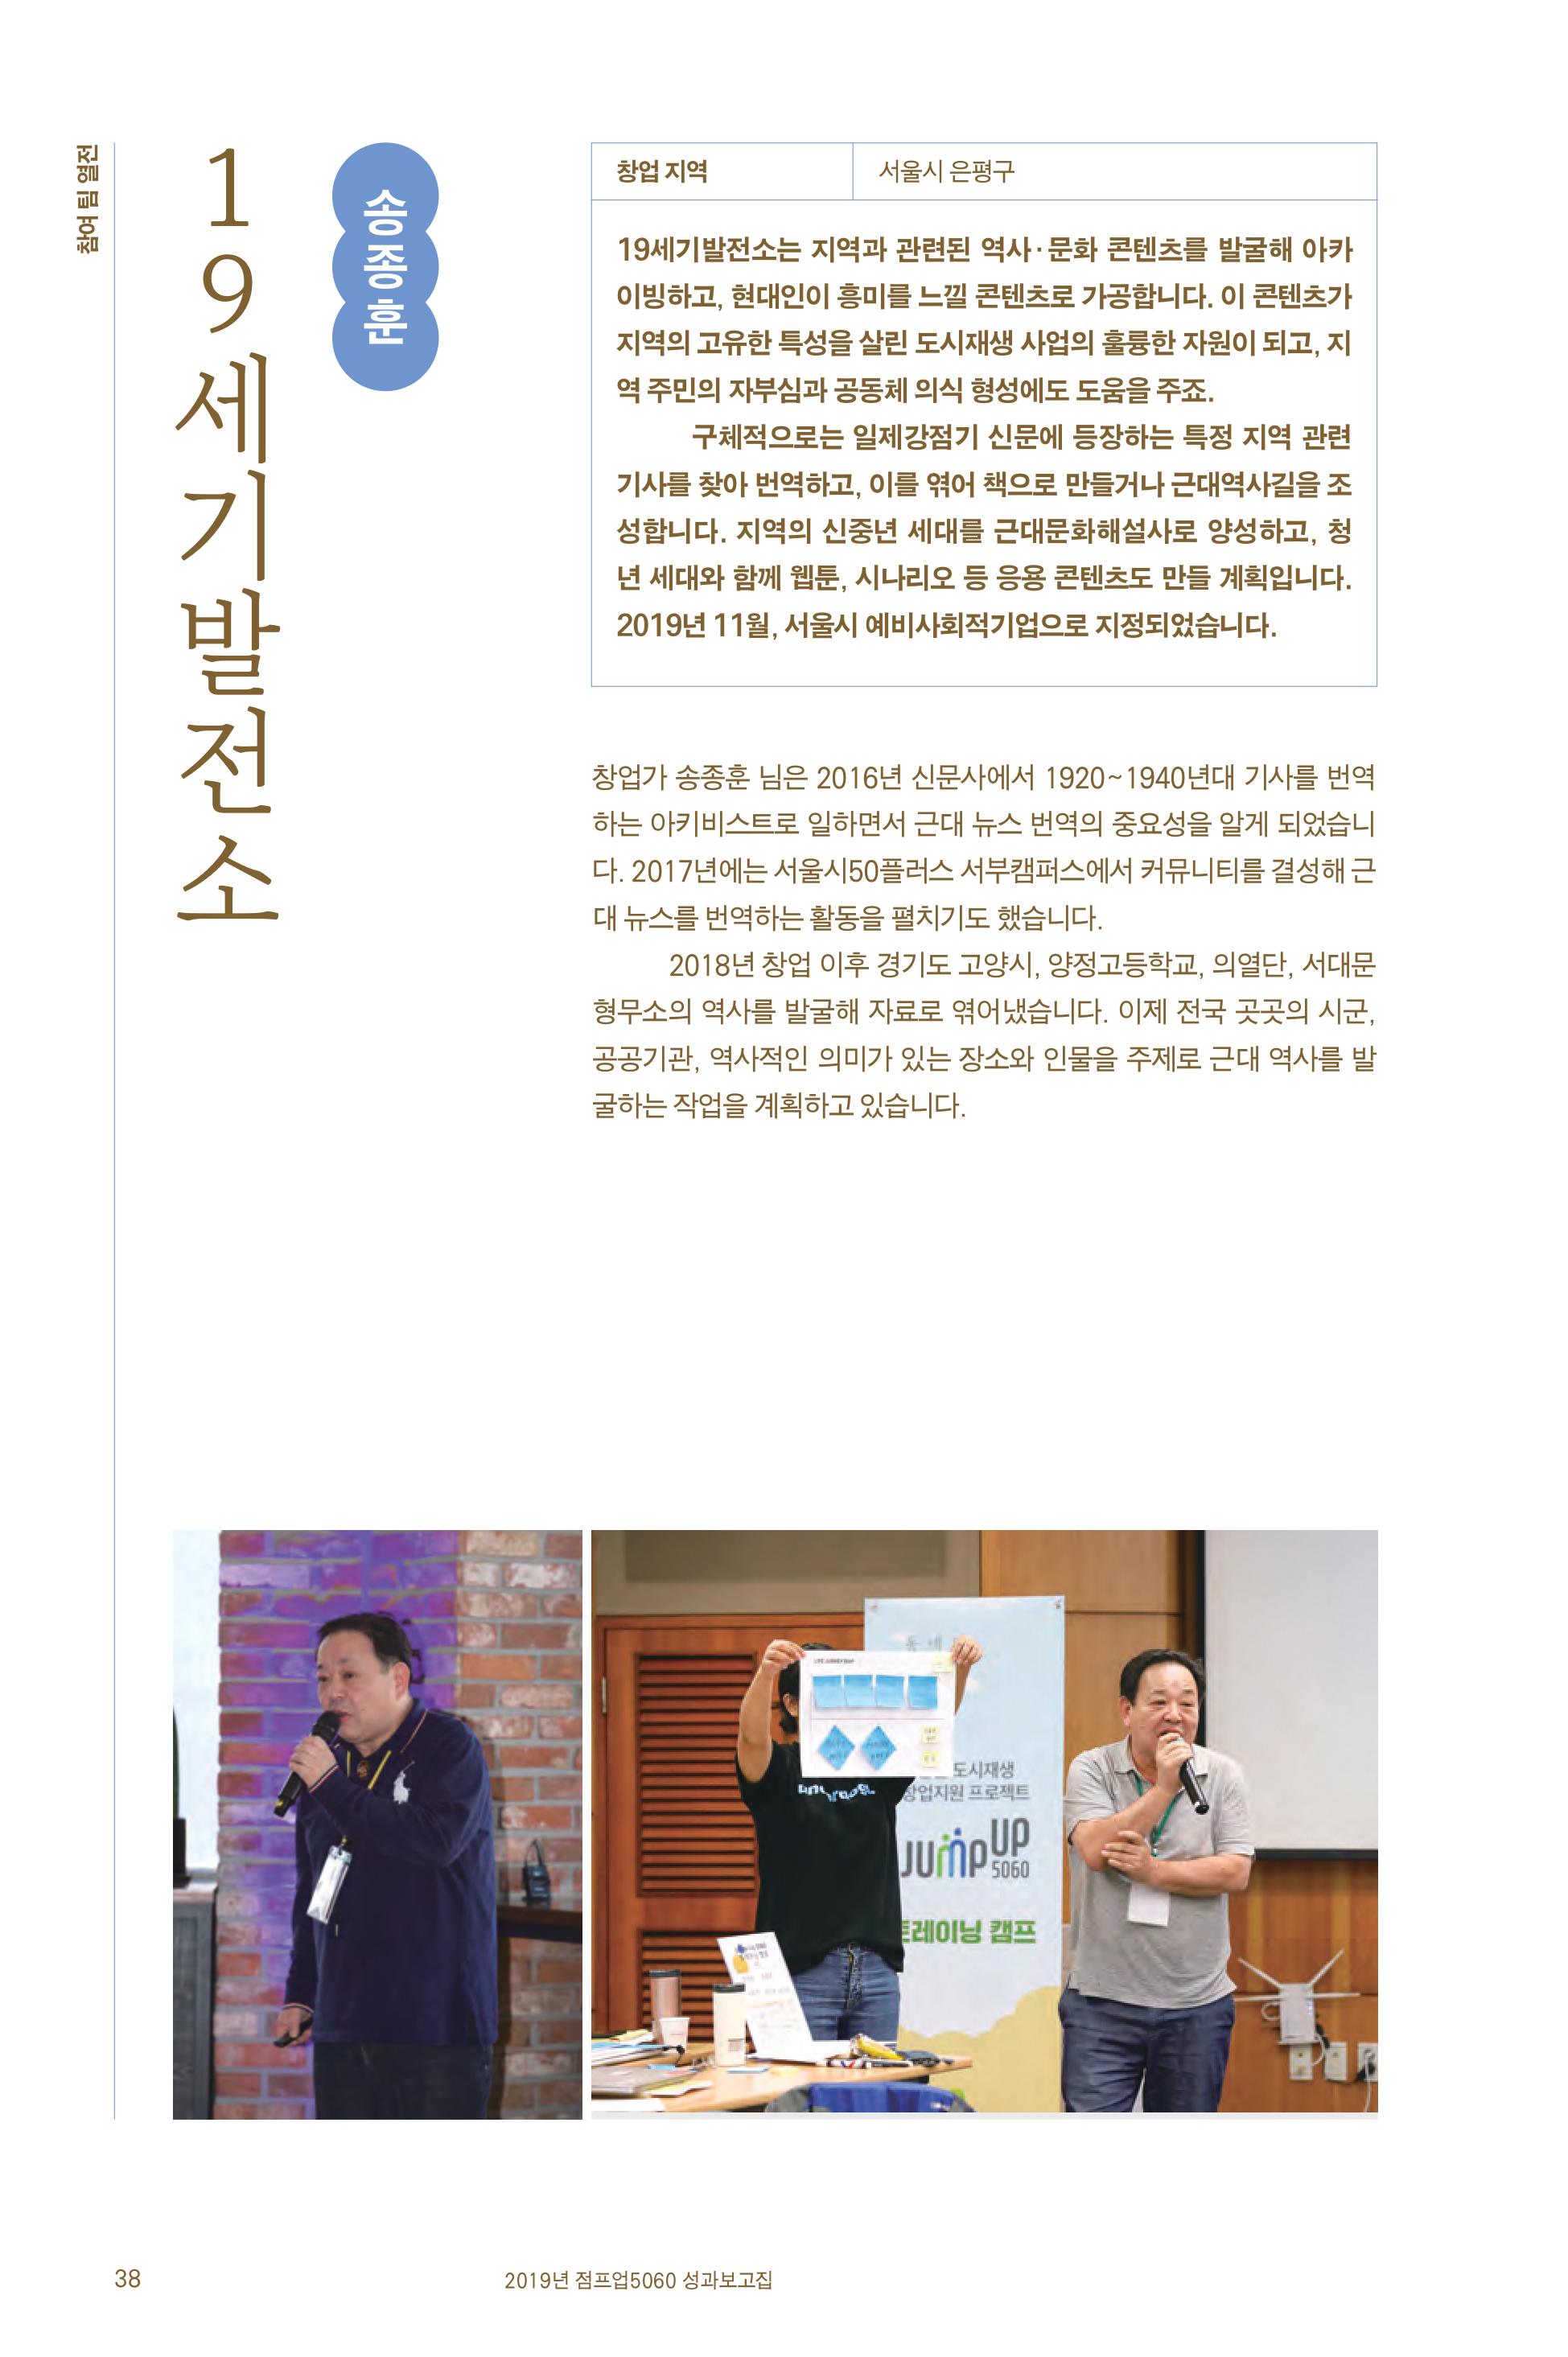 참여 팀 열전
19세기발전소
송종훈
창업 지역
서울시 은평구
19세기발전소는 지역과 관련된 역사·문화 콘텐츠를 발굴해 아카
이빙하고, 현대인이 흥미를 느낄 콘텐츠로 가공합니다. 이 콘텐츠가
지역의 고유한 특성을 살린 도시재생 사업의 훌륭한 자원이 되고, 지
역 주민의 자부심과 공동체 의식 형성에도 도움을 주죠.
구체적으로는 일제강점기 신문에 등장하는 특정 지역 관련
기사를 찾아 번역하고, 이를 엮어 책으로 만들거나 근대역사길을 조
성합니다. 지역의 신중년 세대를 근대문화해설사로 양성하고, 청
년 세대와 함께 웹툰, 시나리오 등 응용 콘텐츠도 만들 계획입니다.
2019년 11월, 서울시 예비사회적기업으로 지정되었습니다.
창업가 송종훈 님은 2016년 신문사에서 1920~1940년대 기사를 번역
하는 아키비스트로 일하면서 근대 뉴스 번역의 중요성을 알게 되었습니
다. 2017년에는 서울시50플러스 서부캠퍼스에서 커뮤니티를 결성해 근
대 뉴스를 번역하는 활동을 펼치기도 했습니다.
2018년 창업 이후 경기도 고양시, 양정고등학교, 의열단, 서대문
형무소의 역사를 발굴해 자료로 엮어냈습니다. 이제 전국 곳곳의 시군,
공공기관, 역사적인 의미가 있는 장소와 인물을 주제로 근대 역사를 발
굴하는 작업을 계획하고 있습니다.
도시재생
창업지원 프로젝트
JUMP UP
5060
트레이닝 캠프
38
2019년 점프업5060 성과보고집